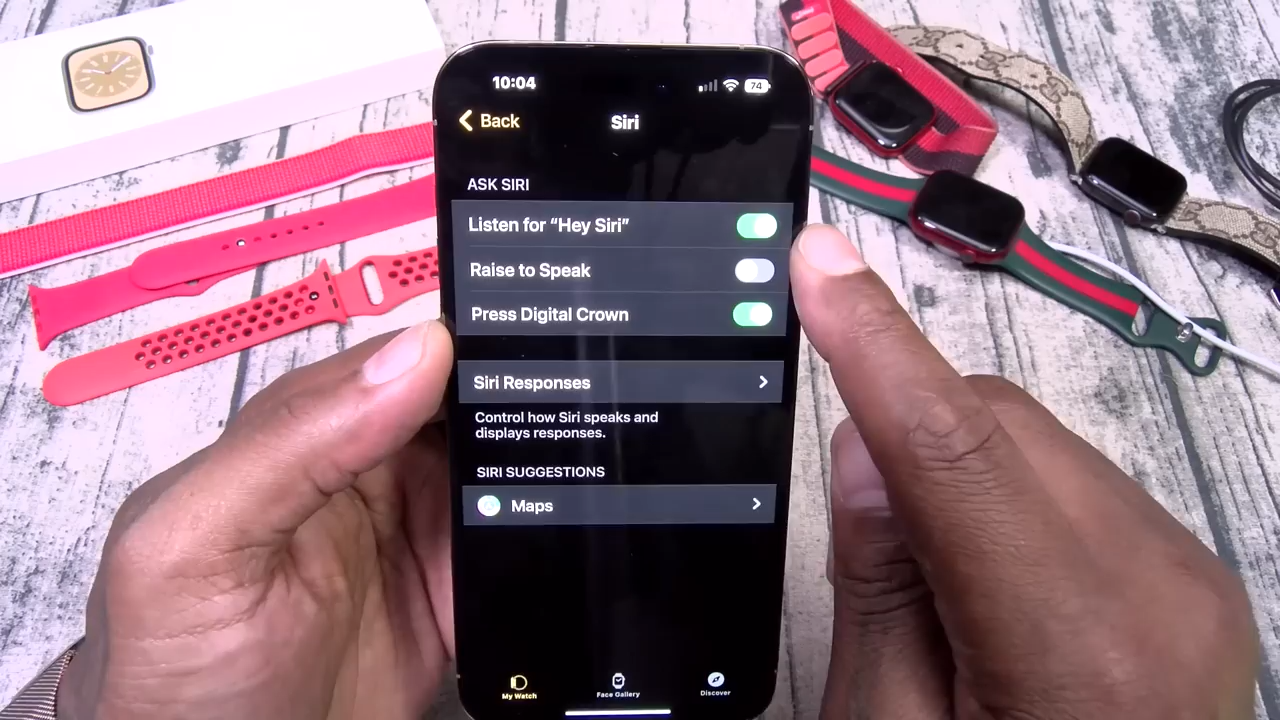 10:04
74
Back
Siri
ASK SIRI
Listen for “Hey Siri”
Raise to Speak
Press Digital Crown
Siri Responses
Control how Siri speaks and
displays responses.
SIRI SUGGESTIONS
Maps
My Watch
Face Gallery
Discover